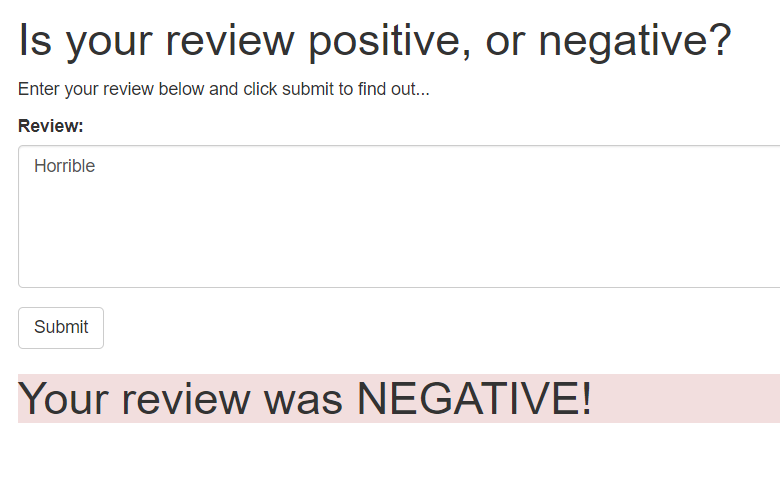 Is your review positive, or negative?
Enter your review below and click submit to find out...
Review:
Horrible
Submit
Your review was NEGATIVE!